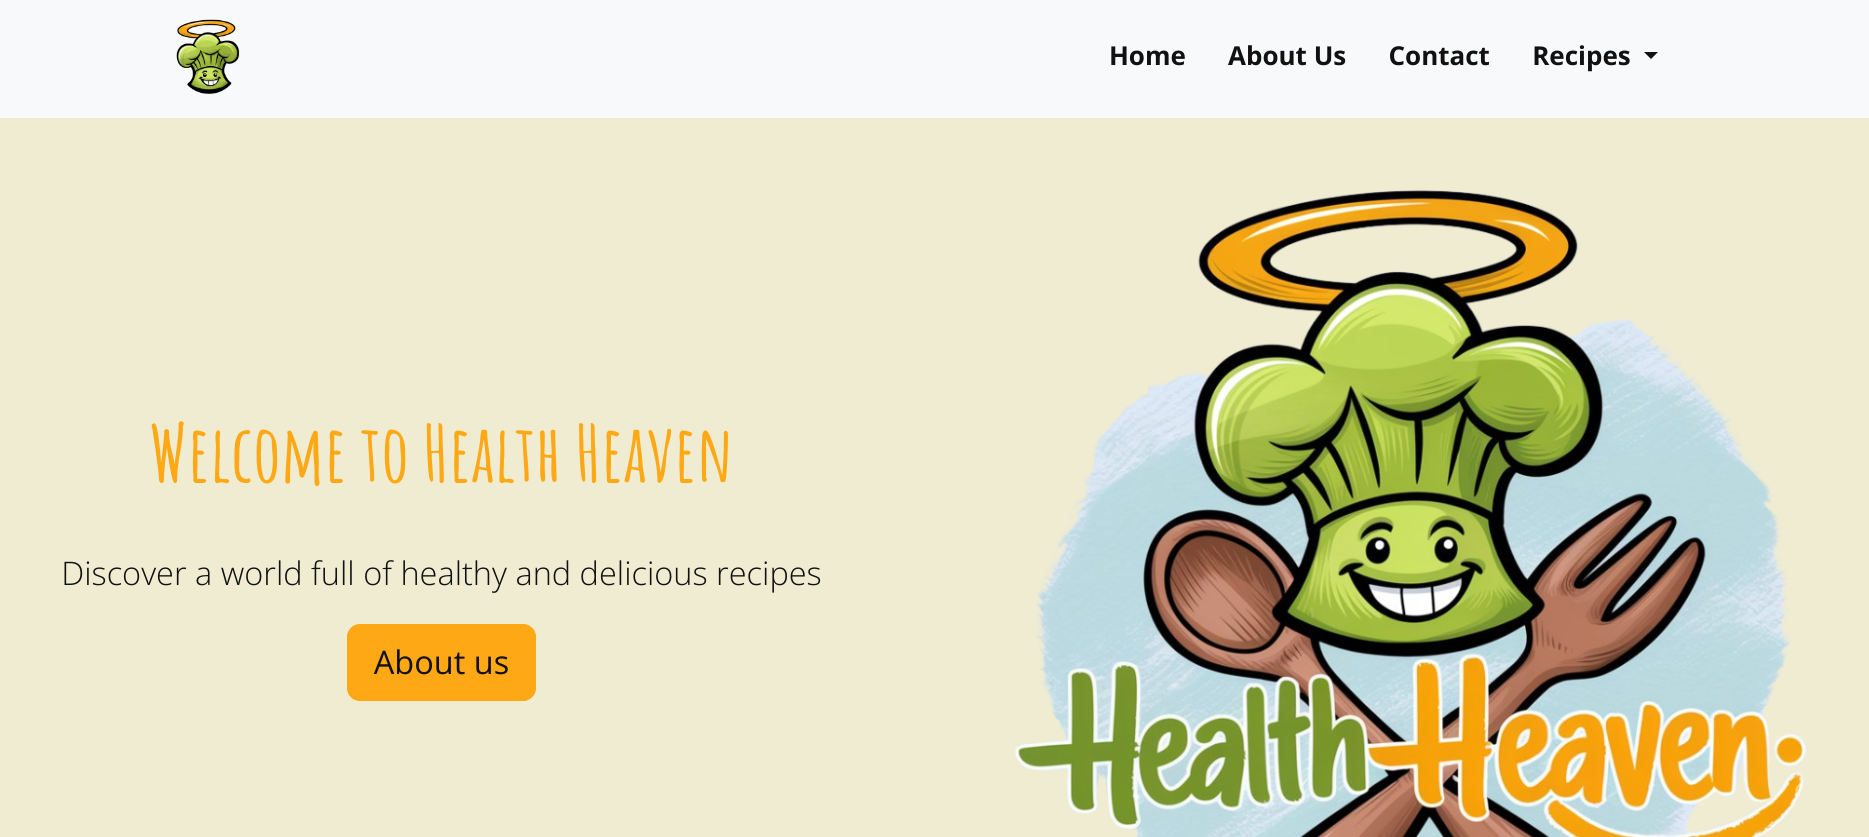 Home About Us Contact Recipes
Welcome to Health Heaven
Discover a world full of healthy and delicious recipes
About us
Health Heaven.